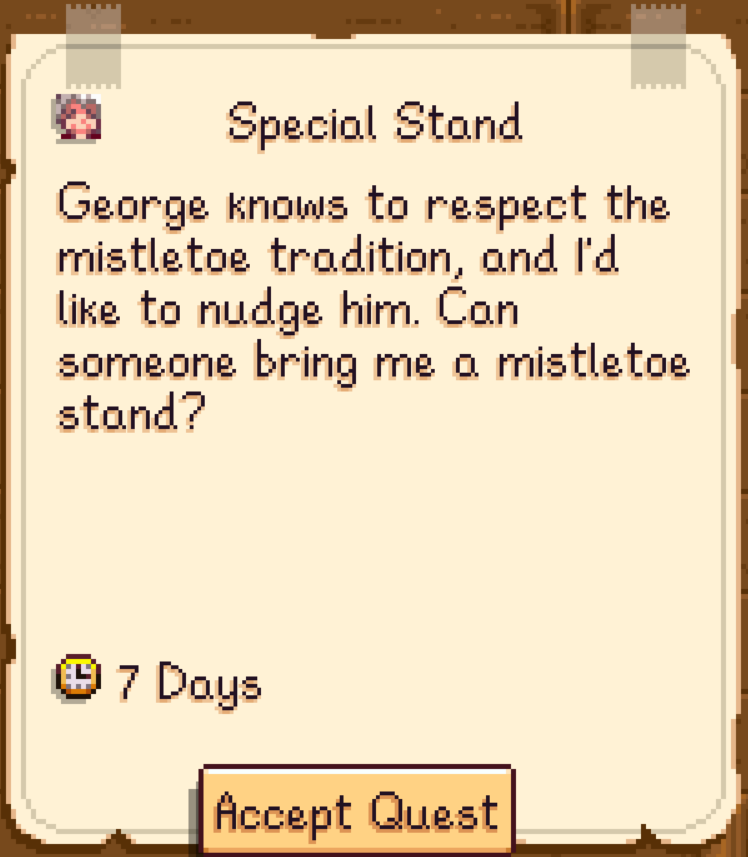 Special Stand
George knows to respect the
mistletoe tradition, and I'd
like to nudge him. Can
someone bring me a mistletoe
stand?
7 Days
Accept Quest